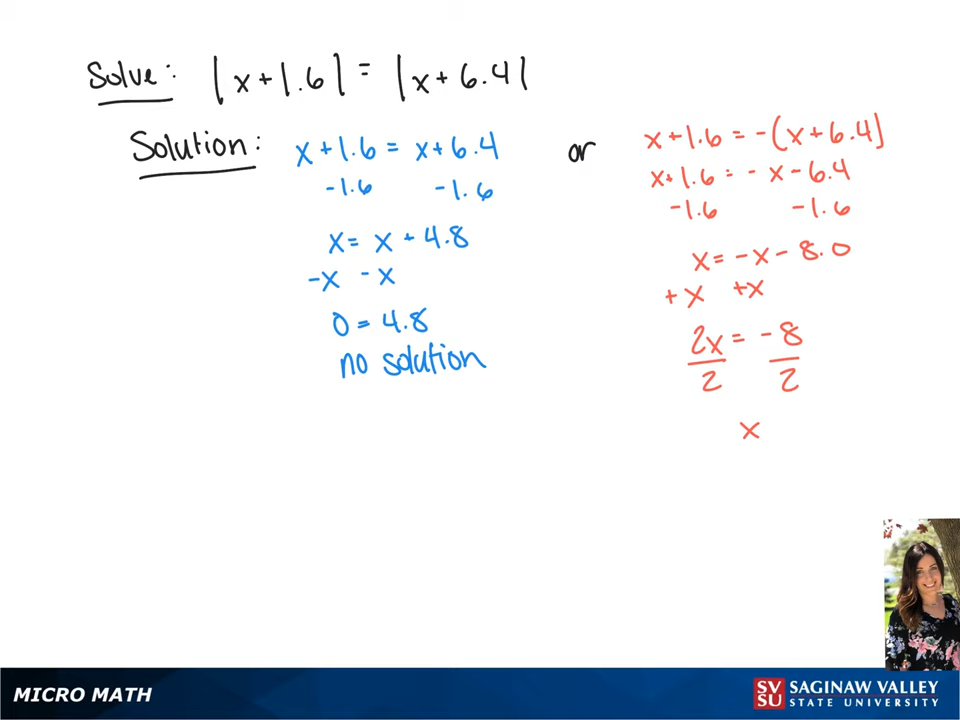 Solve: |x+1.6| = |x+6.4|
Solution: x+1.6 = x+6.4 or x+1.6 = -(x+6.4)
-1.6 -1.6
x = x + 4.8
-x -x
0 = 4.8
no solution
x+1.6 = -x - 6.4
-1.6 -1.6
x = -x - 8.0
+x +x
2x = -8
2 2
x
MICRO MATH
SV
SU
SAGINAW VALLEY
STATE UNIVERSITY